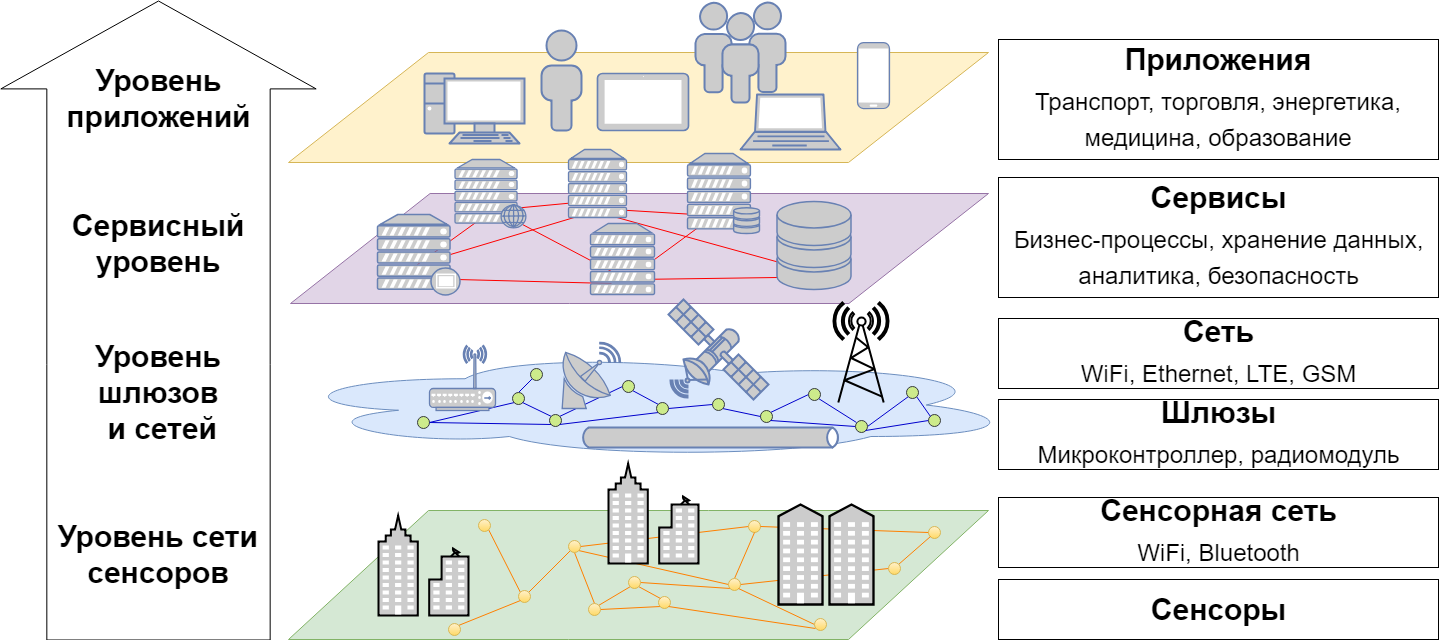 Уровень
приложений
Приложения
Транспорт, торговля, энергетика,
медицина, образование
Сервисный
уровень
Сервисы
Бизнес-процессы, хранение данных,
аналитика, безопасность
Уровень
шлюзов
и сетей
Сеть
WiFi, Ethernet, LTE, GSM
Шлюзы
Микроконтроллер, радиомодуль
Уровень сети
сенсоров
Сенсорная сеть
WiFi, Bluetooth
Сенсоры